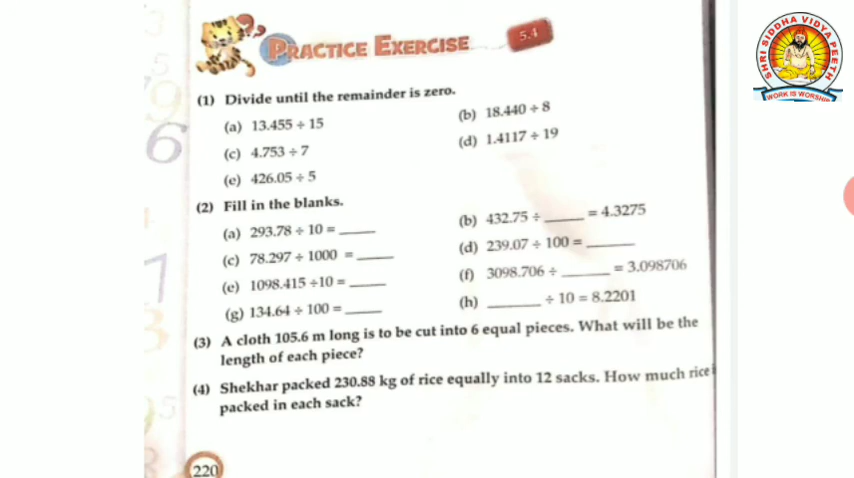 PRACTICE EXERCISE 5.4
SHRI SIDDHA VIDYA PEETH
WORK IS WORSHIP
(1) Divide until the remainder is zero.
(a) 13.455 ÷ 15
(b) 18.440 ÷ 8
(c) 4.753 ÷ 7
(d) 1.4117 ÷ 19
(e) 426.05 ÷ 5
(2) Fill in the blanks.
(a) 293.78 ÷ 10 = _____
(b) 432.75 ÷ _____ = 4.3275
(c) 78.297 ÷ 1000 = _____
(d) 239.07 ÷ 100 = _____
(e) 1098.415 ÷10 = _____
(f) 3098.706 ÷ _____ = 3.098706
(g) 134.64 ÷ 100 = _____
(h) _____ ÷ 10 = 8.2201
(3) A cloth 105.6 m long is to be cut into 6 equal pieces. What will be the
length of each piece?
(4) Shekhar packed 230.88 kg of rice equally into 12 sacks. How much rice
packed in each sack?
220